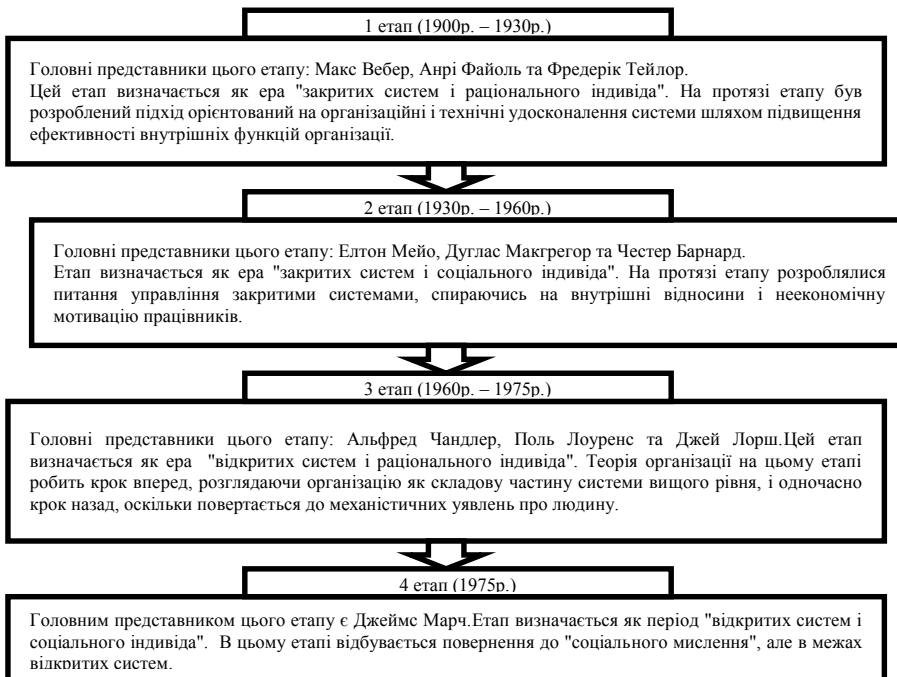 1 етап (1900р. – 1930р.)
Головні представники цього етапу: Макс Вебер, Анрі Файоль та Фредерік Тейлор.
Цей етап визначається як ера "закритих систем і раціонального індивіда". На протязі етапу був
розроблений підхід орієнтований на організаційні і технічні удосконалення системи шляхом підвищення
ефективності внутрішніх функцій організації.
2 етап (1930р. – 1960р.)
Головні представники цього етапу: Елтон Мейо, Дуглас Макгрегор та Честер Барнард.
Етап визначається як ера "закритих систем і соціального індивіда". На протязі етапу розроблялися
питання управління закритими системами, спираючись на внутрішні відносини і неекономічну
мотивацію працівників.
3 етап (1960р. – 1975р.)
Головні представники цього етапу: Альфред Чандлер, Поль Лоуренс та Джей Лорш.Цей етап
визначається як ера "відкритих систем і раціонального індивіда". Теорія організації на цьому етапі
робить крок вперед, розглядаючи організацію як складову частину системи вищого рівня, і одночасно
крок назад, оскільки повертається до механістичних уявлень про людину.
4 етап (1975р.)
Головним представником цього етапу є Джеймс Марч.Етап визначається як період "відкритих систем і
соціального індивіда". В цьому етапі відбувається повернення до "соціального мислення", але в межах
відкритих систем.